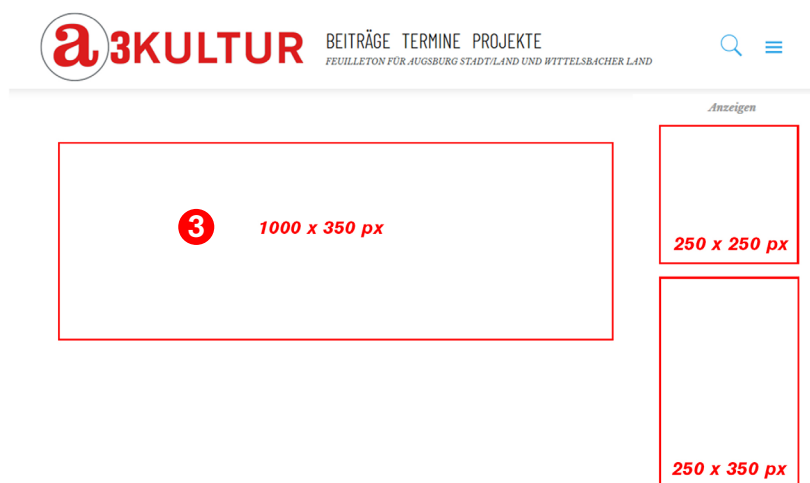 a3KULTUR
BEITRÄGE TERMINE PROJEKTE
FEUILLETON FÜR AUGSBURG STADT/LAND UND WITTELSBACHER LAND
Anzeigen
3 1000 x 350 px
250 x 250 px
250 x 350 px